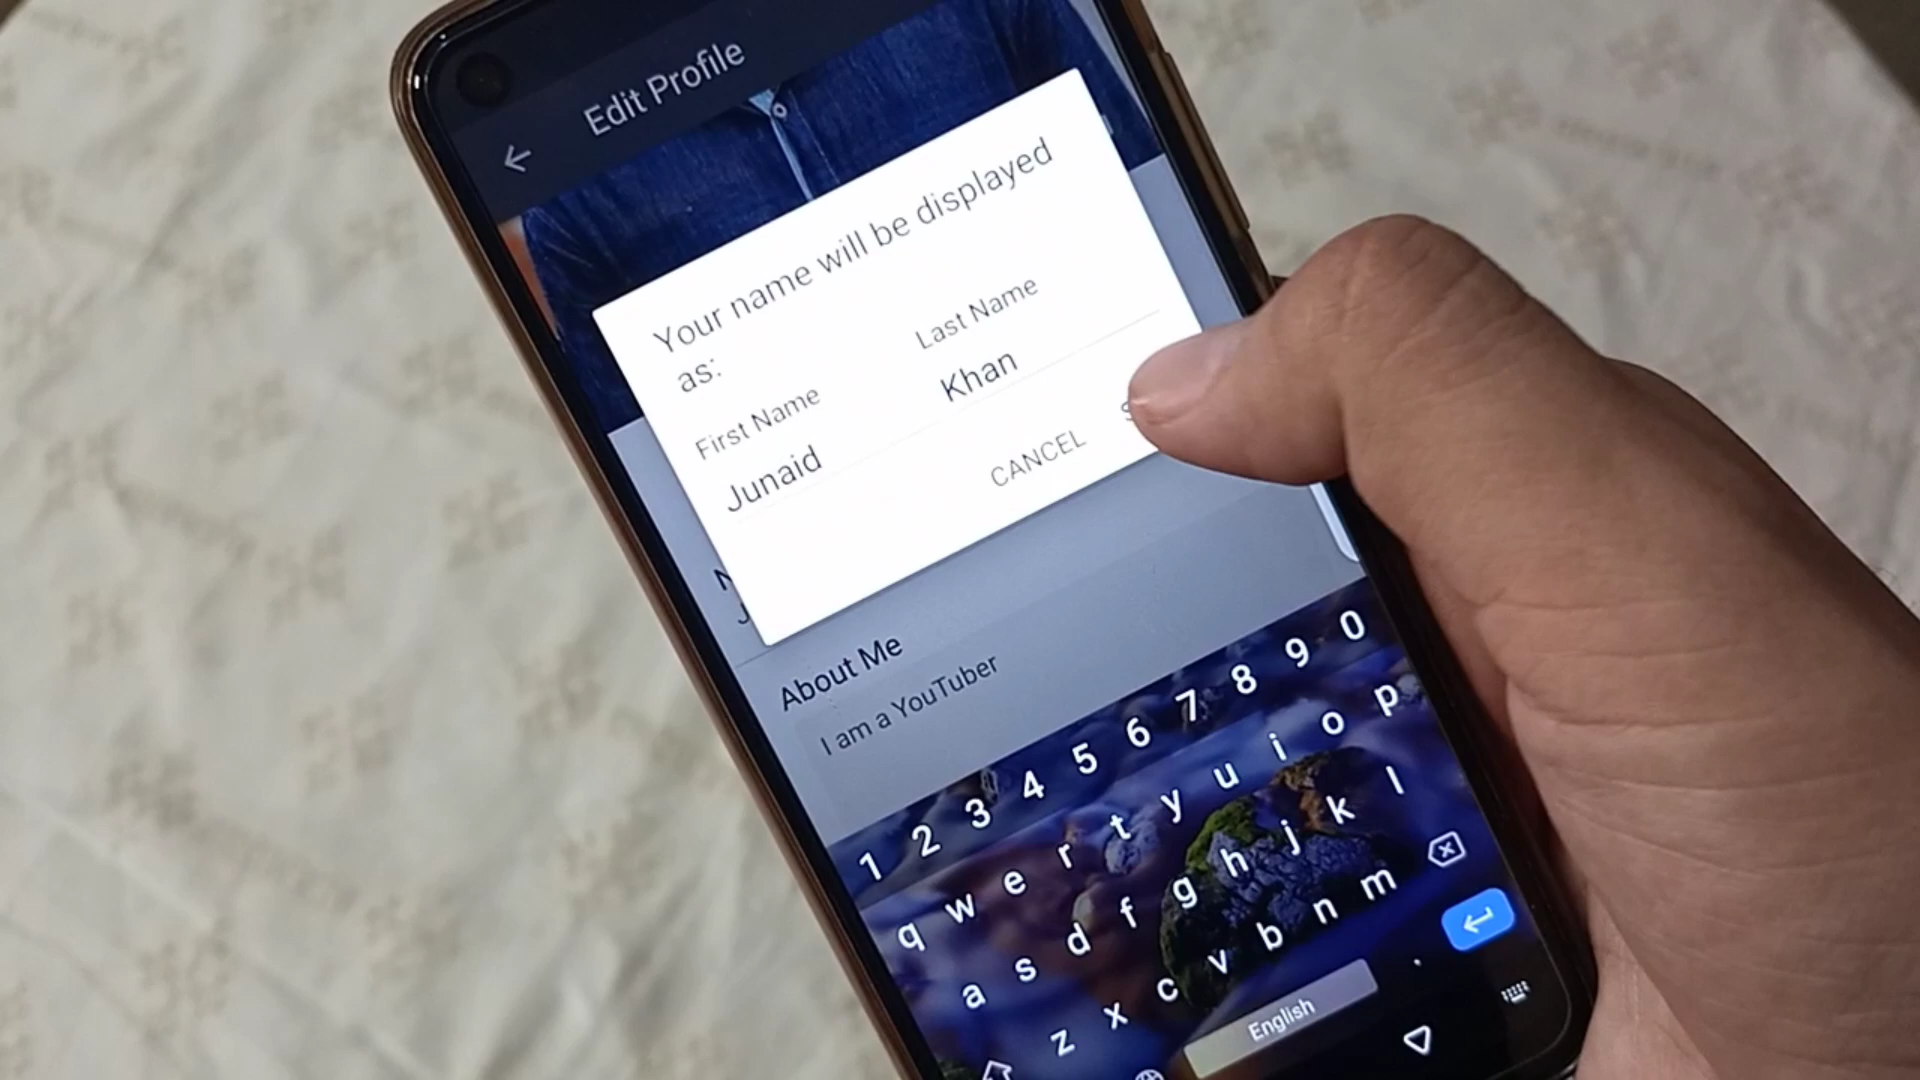 Edit Profile
Your name will be displayed
as:
First Name
Last Name
Junaid
Khan
CANCEL
About Me
I am a YouTuber
1 2 3 4 5 6 7 8 9 0
q w e r t y u i o p
a s d f g h j k l
z x c v b n m
English .